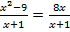 x²−9/x+1 = 8x/x+1